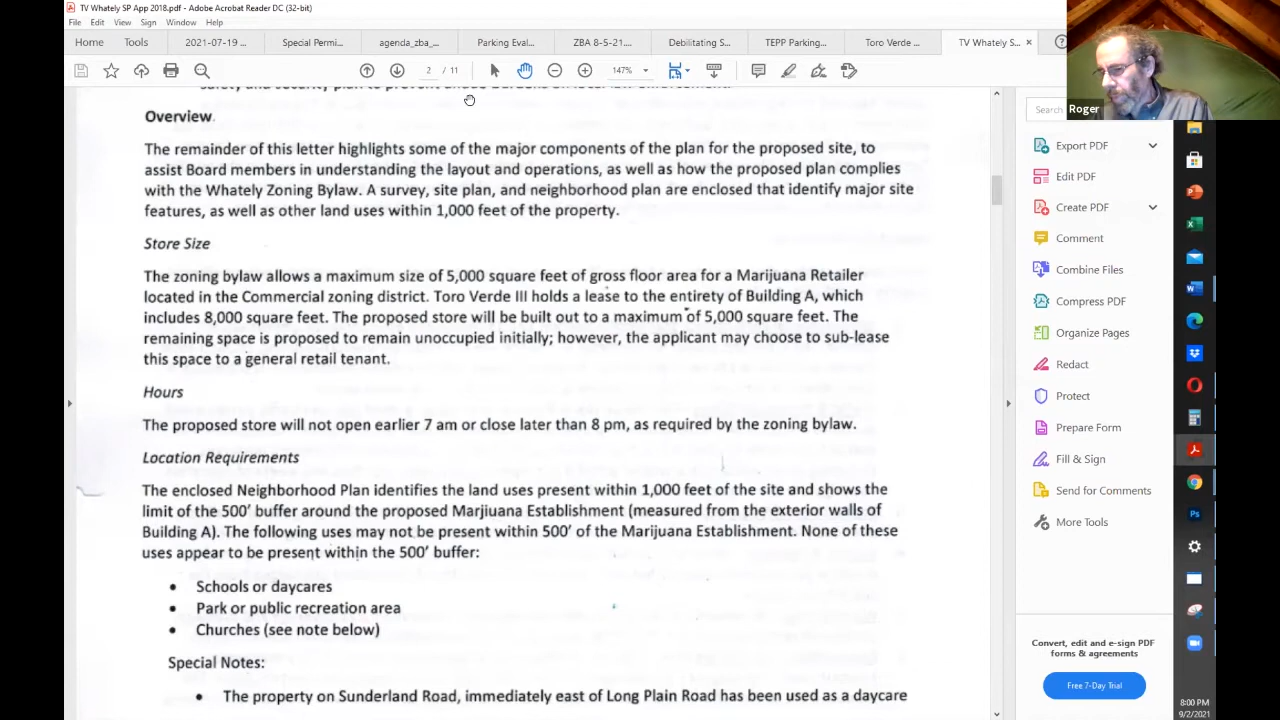 TV Whately SP App 2018.pdf - Adobe Acrobat Reader DC (32-bit)
File Edit View Sign Window Help
Home Tools 2021-07-19 ... Special Permi... agenda_zba_... Parking Eval... ZBA 8-5-21.... Debilitating S... TEPP Parking... Toro Verde ... TV Whately S... ×
2 / 11 147%
Roger
Overview
The remainder of this letter highlights some of the major components of the plan for the proposed site, to
assist Board members in understanding the layout and operations, as well as how the proposed plan complies
with the Whately Zoning Bylaw. A survey, site plan, and neighborhood plan are enclosed that identify major site
features, as well as other land uses within 1,000 feet of the property.
Store Size
The zoning bylaw allows a maximum size of 5,000 square feet of gross floor area for a Marijuana Retailer
located in the Commercial zoning district. Toro Verde III holds a lease to the entirety of Building A, which
includes 8,000 square feet. The proposed store will be built out to a maximum of 5,000 square feet. The
remaining space is proposed to remain unoccupied initially; however, the applicant may choose to sub-lease
this space to a general retail tenant.
Hours
The proposed store will not open earlier 7 am or close later than 8 pm, as required by the zoning bylaw.
Location Requirements
The enclosed Neighborhood Plan identifies the land uses present within 1,000 feet of the site and shows the
limit of the 500' buffer around the proposed Marjiuana Establishment (measured from the exterior walls of
Building A). The following uses may not be present within 500' of the Marijuana Establishment. None of these
uses appear to be present within the 500' buffer:
• Schools or daycares
• Park or public recreation area
• Churches (see note below)
Special Notes:
• The property on Sunderland Road, immediately east of Long Plain Road has been used as a daycare
Search
Export PDF
Edit PDF
Create PDF
Comment
Combine Files
Compress PDF
Organize Pages
Redact
Protect
Prepare Form
Fill & Sign
Send for Comments
More Tools
Convert, edit and e-sign PDF
forms & agreements
Free 7-Day Trial
8:00 PM
9/2/2021